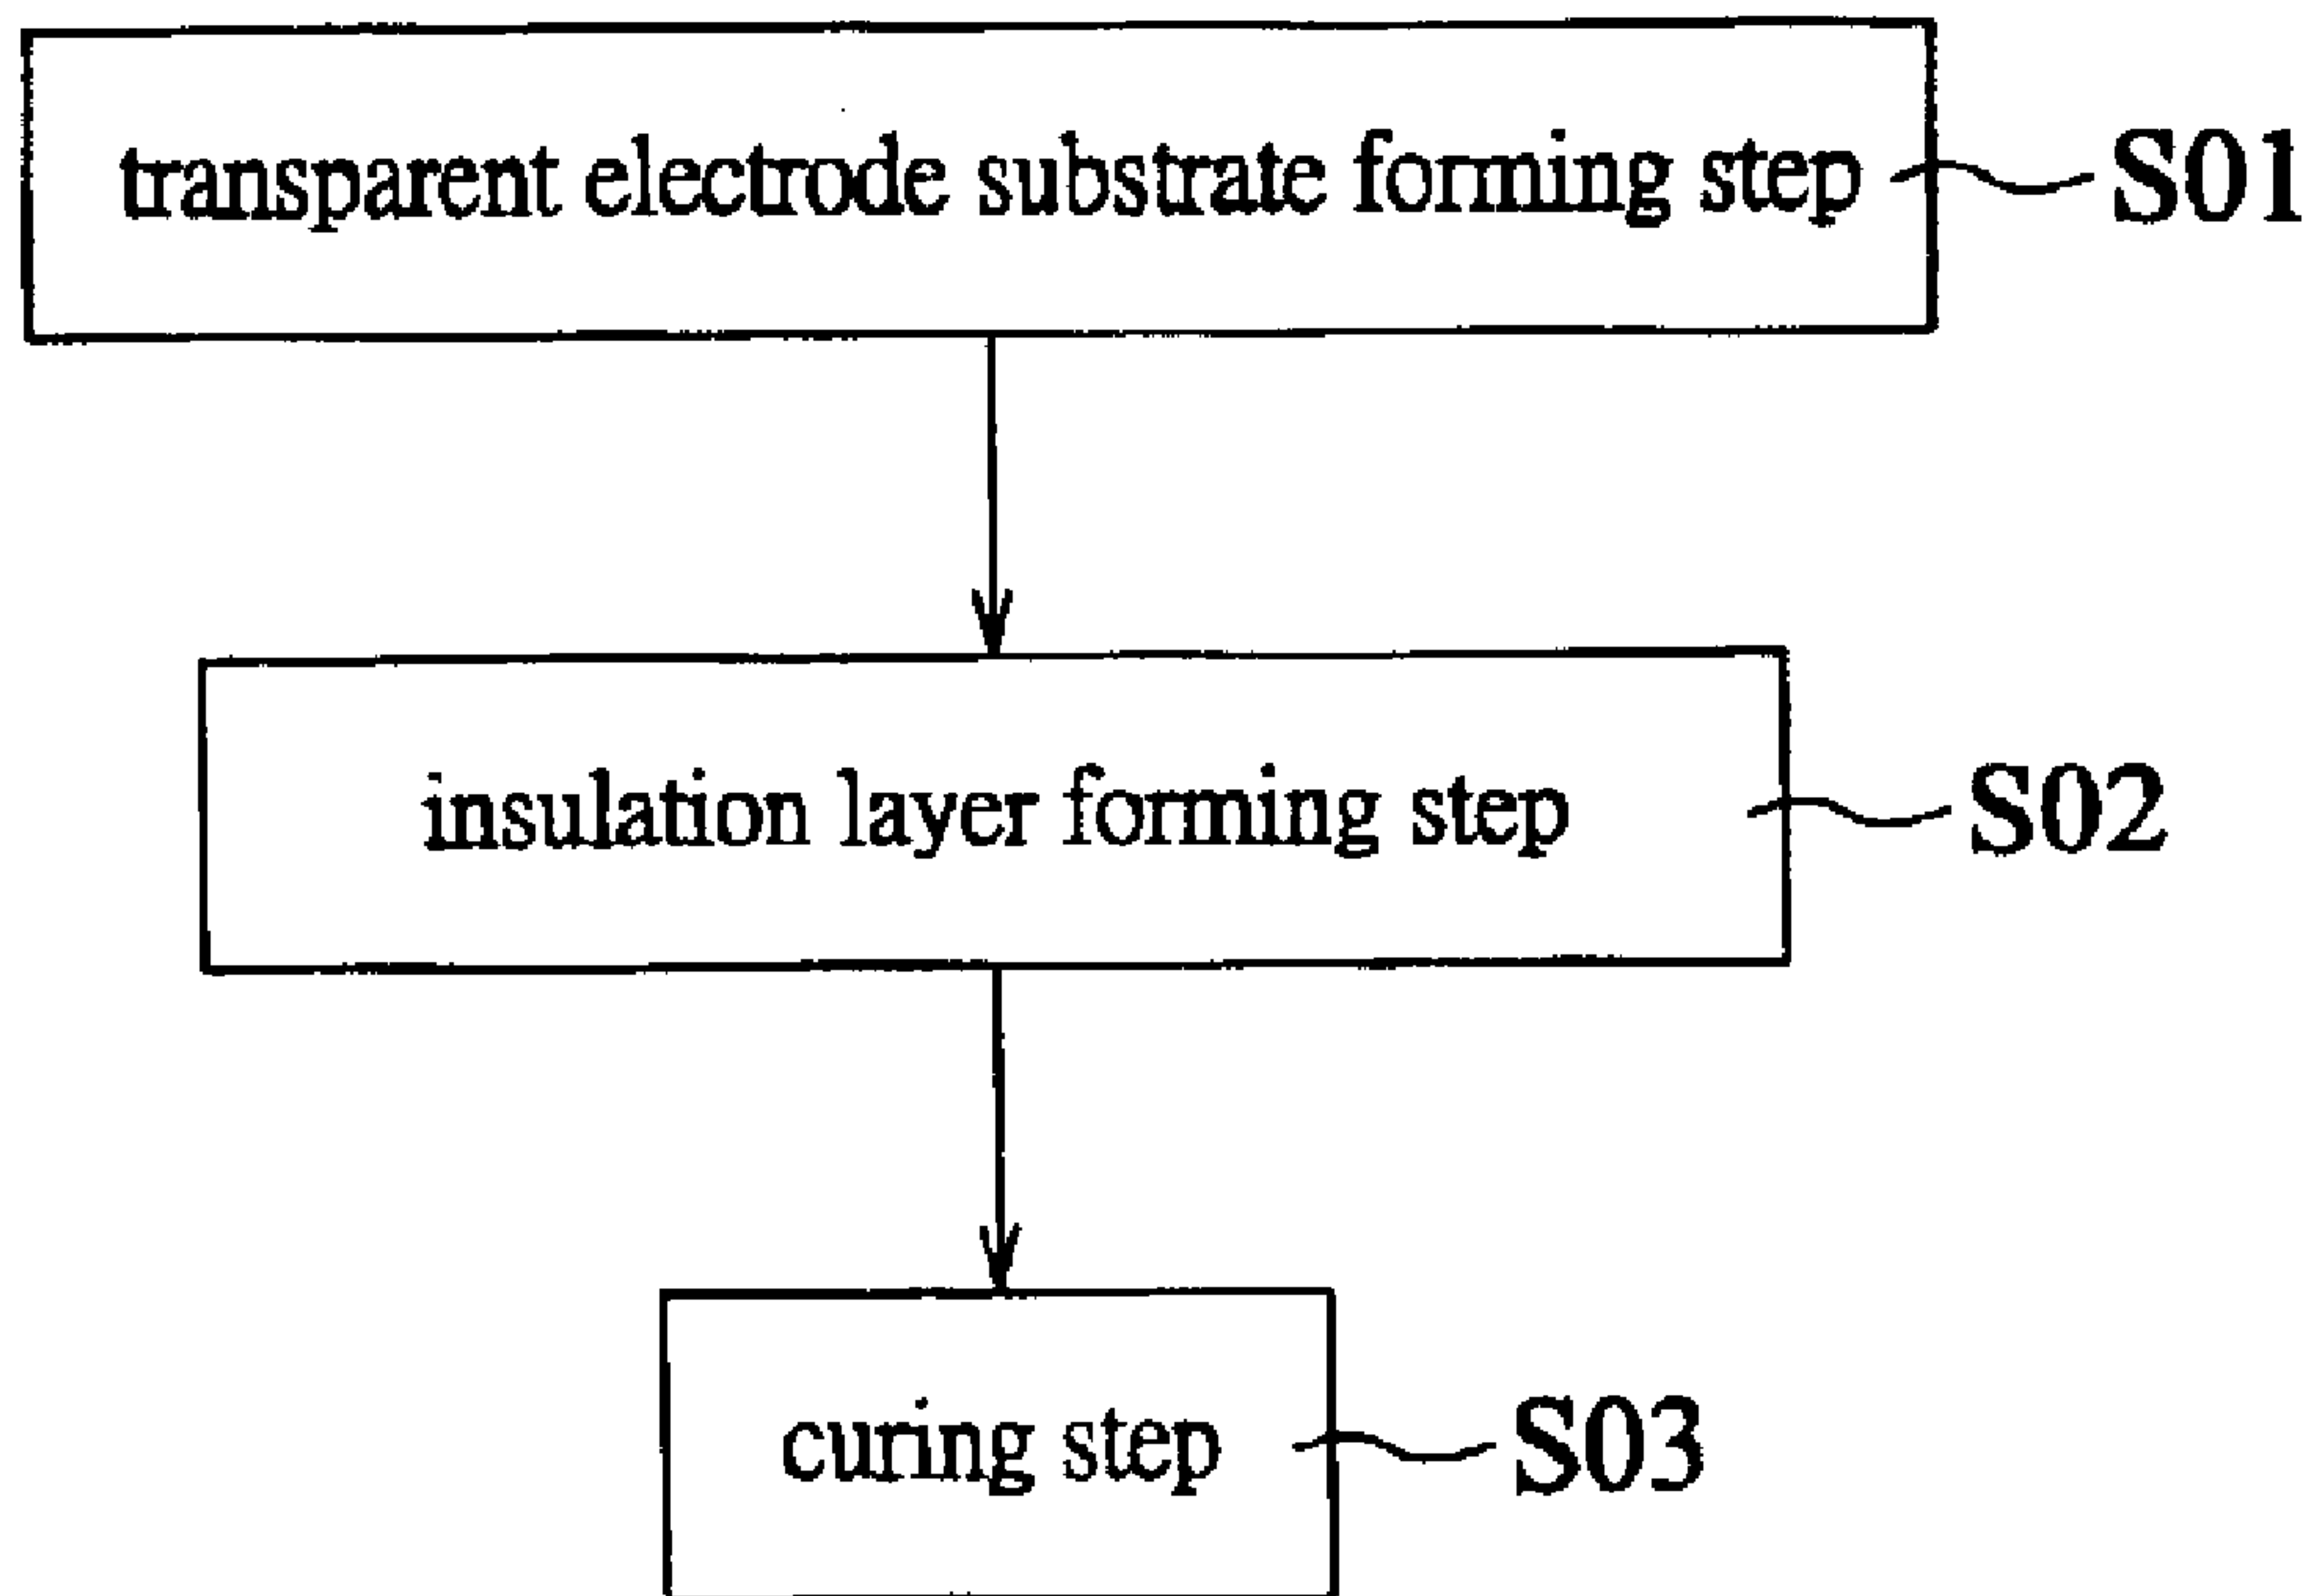 transparent electrode substrate forming step S01
insulation layer forming step S02
curing step S03